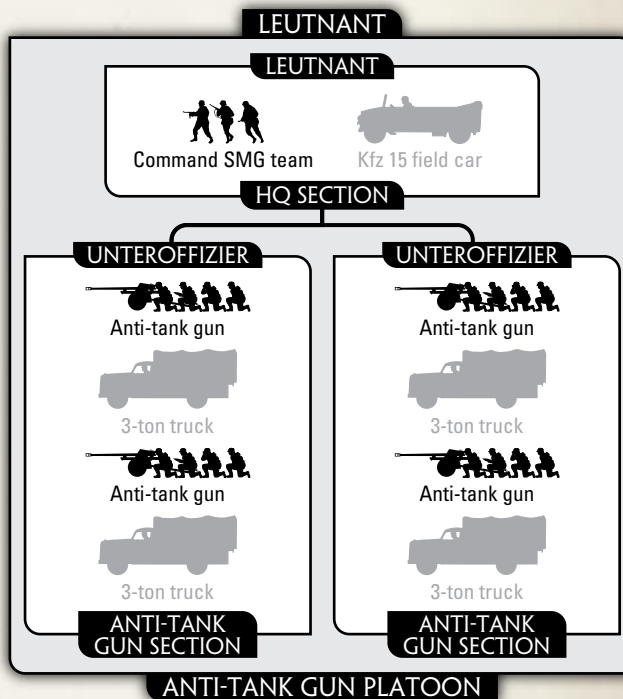 LEUTNANT
LEUTNANT
Command SMG team
Kfz 15 field car
HQ SECTION
UNTEROFFIZIER
Anti-tank gun
3-ton truck
Anti-tank gun
3-ton truck
ANTI-TANK
GUN SECTION
UNTEROFFIZIER
Anti-tank gun
3-ton truck
Anti-tank gun
3-ton truck
ANTI-TANK
GUN SECTION
ANTI-TANK GUN PLATOON